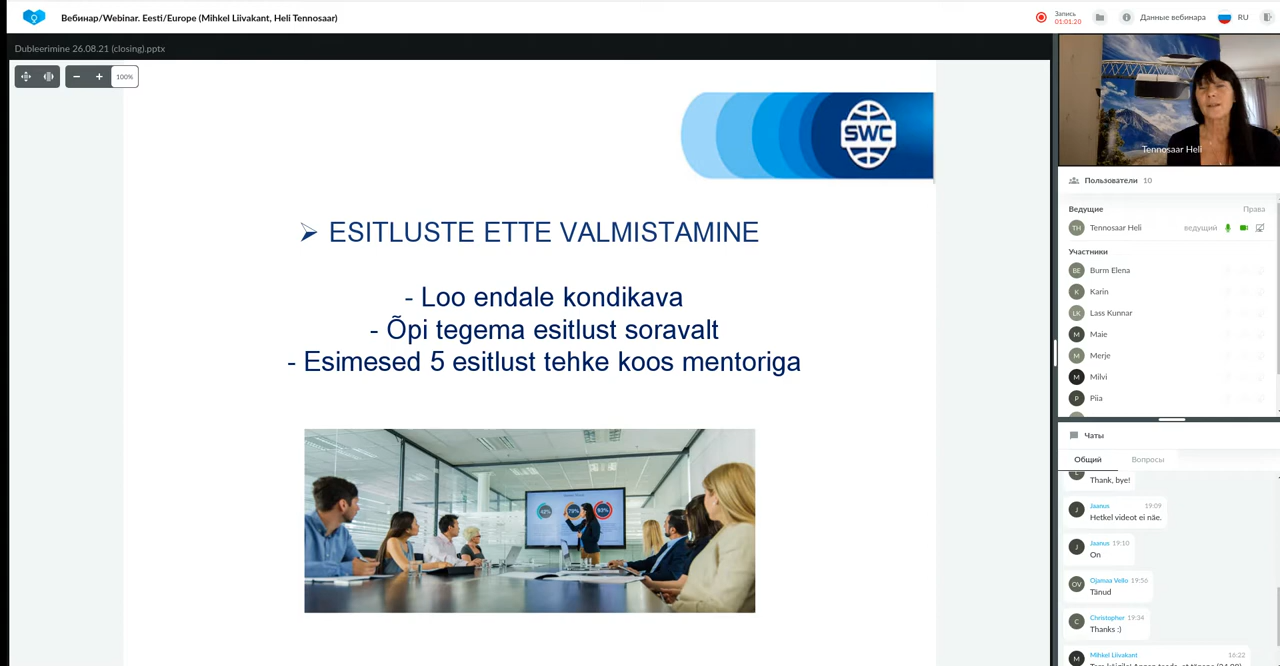 Вебинар/Webinar. Eesti/Europe (Mihkel Liivakant, Heli Tennosaar)
Запись
01:01.20
Данные вебинара
RU
Dubleerimine 26.08.21 (closing).pptx
100%
SWC
➢ ESITLUSTE ETTE VALMISTAMINE
- Loo endale kondikava
- Õpi tegema esitlust soravalt
- Esimesed 5 esitlust tehke koos mentoriga
42%
75%
93%
Tennosaar Heli
Пользователи 10
Ведущие
Права
TH Tennosaar Heli ведущий
Участники
BE Burm Elena
K Karin
LK Lass Kunnar
M Maie
M Merje
M Milvi
P Piia
Чаты
Общий
Вопросы
Thank, bye!
J Jaanus 19:09
Hetkel videot ei näe.
J Jaanus 19:10
On
OV Ojamaa Vello 19:56
Tänud
C Christopher 19:34
Thanks :)
M Mihkel Liivakant 16:22